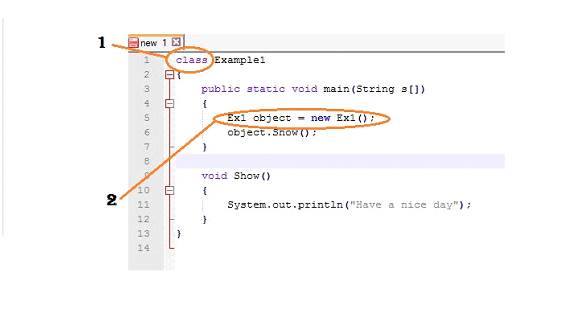 1
new 1
1 class Example1
2 {
3 public static void main(String s[])
4 {
5 Ex1 object = new Ex1();
6 object.Show();
7 }
8
9 void Show()
2
10 {
11 System.out.println("Have a nice day");
12 }
13 }
14